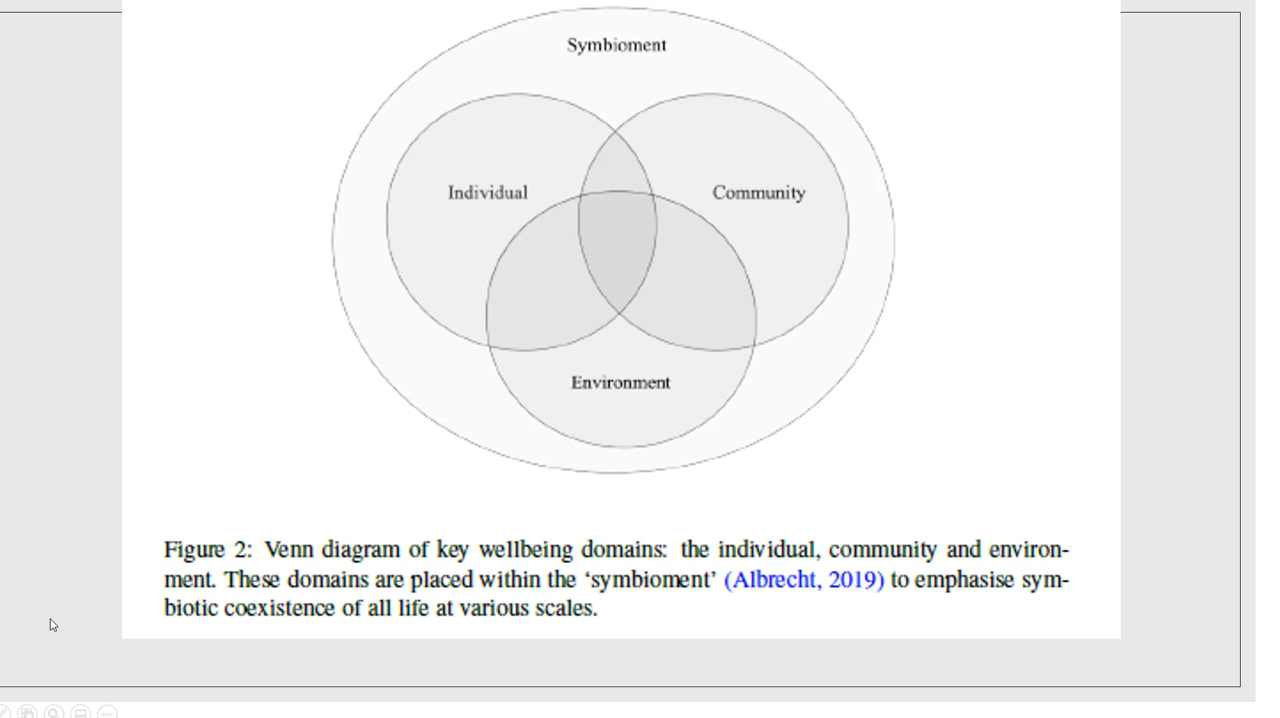 Symbioment
Individual
Community
Environment
Figure 2: Venn diagram of key wellbeing domains: the individual, community and environ-
ment. These domains are placed within the ‘symbioment’ (Albrecht, 2019) to emphasise sym-
biotic coexistence of all life at various scales.